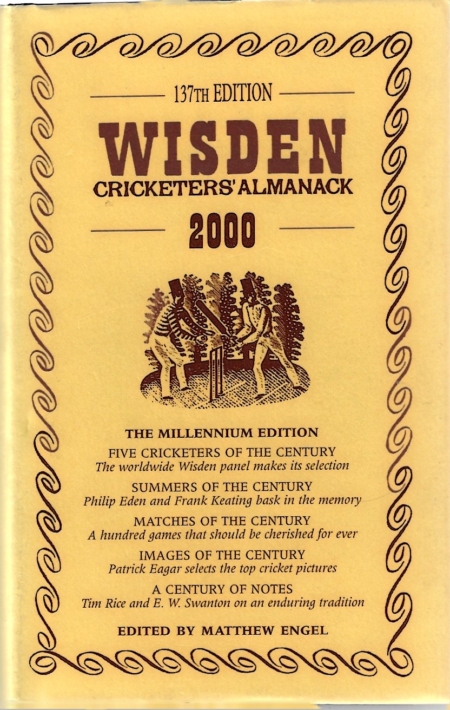 137TH EDITION
WISDEN
CRICKETERS' ALMANACK
2000
THE MILLENNIUM EDITION
FIVE CRICKETERS OF THE CENTURY
The worldwide Wisden panel makes its selection
SUMMERS OF THE CENTURY
Philip Eden and Frank Keating bask in the memory
MATCHES OF THE CENTURY
A hundred games that should be cherished for ever
IMAGES OF THE CENTURY
Patrick Eagar selects the top cricket pictures
A CENTURY OF NOTES
Tim Rice and E. W. Swanton on an enduring tradition
EDITED BY MATTHEW ENGEL